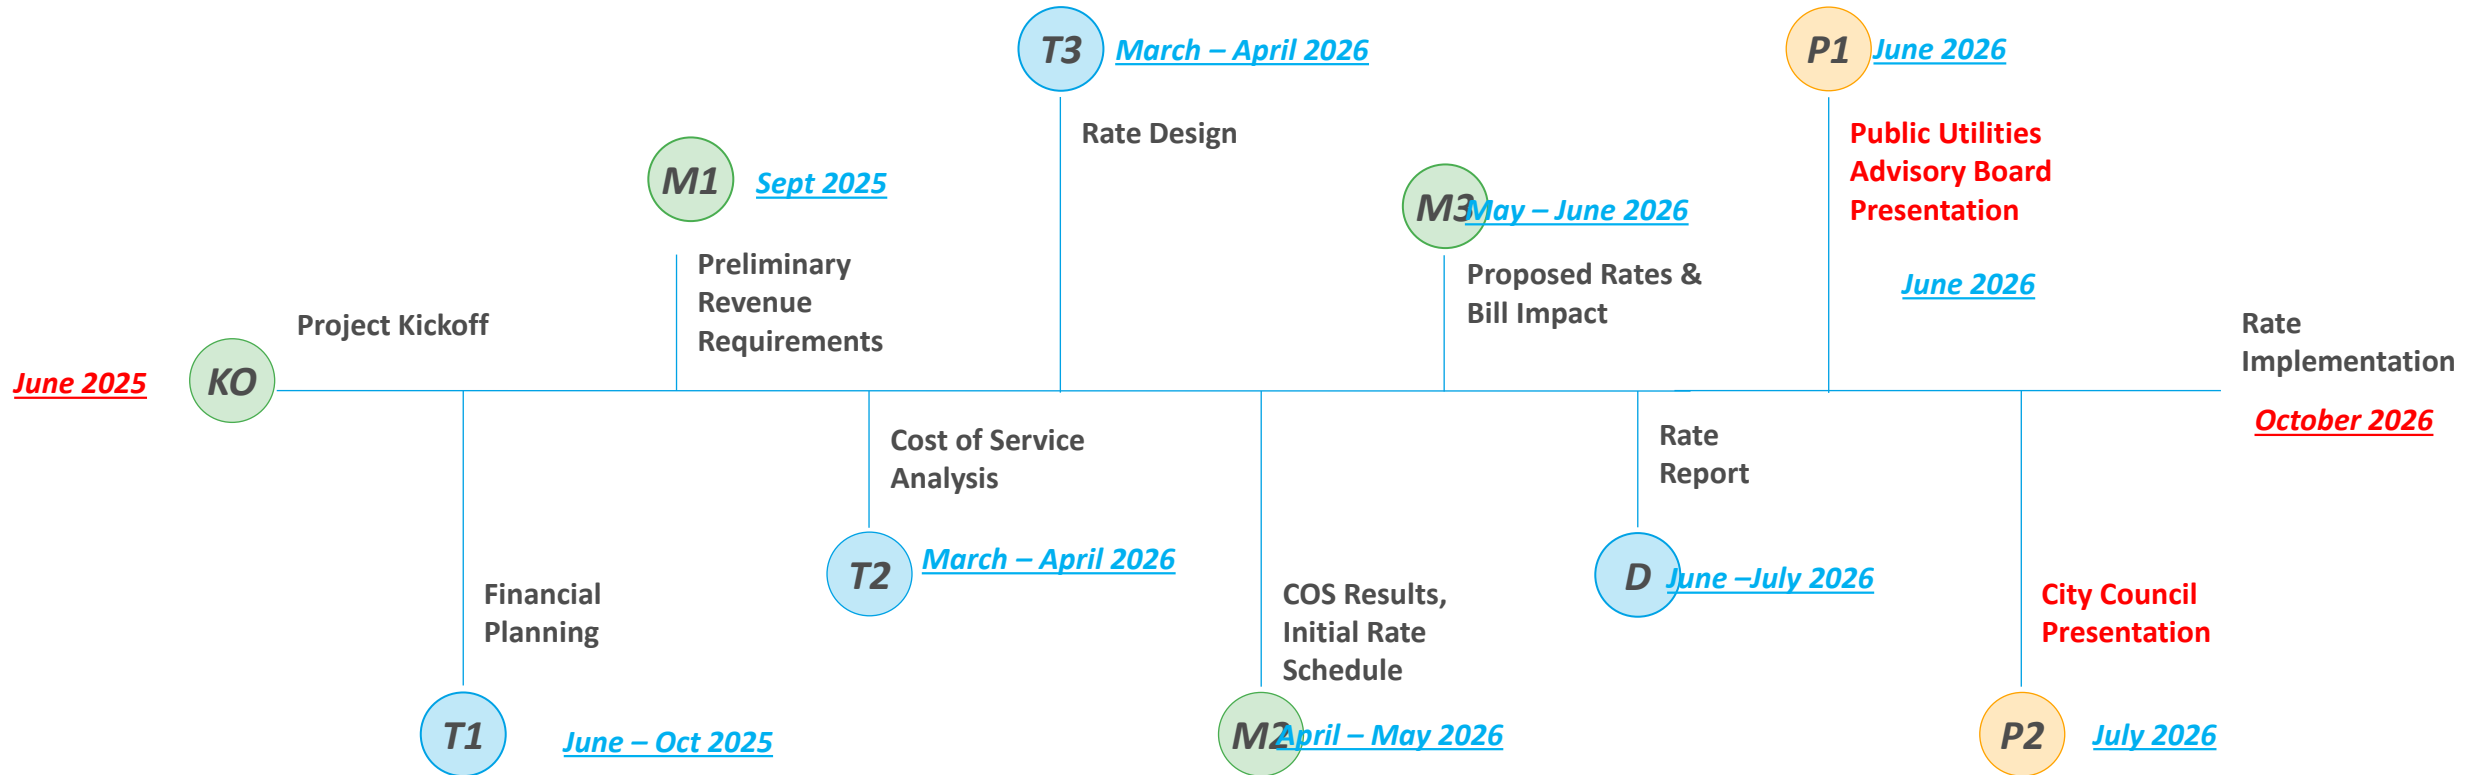 T3
March – April 2026
Rate Design
P1
June 2026
Public Utilities
Advisory Board
Presentation
June 2026
M1
Sept 2025
Preliminary
Revenue
Requirements
M3
May – June 2026
Proposed Rates &
Bill Impact
Project Kickoff
June 2025
KO
Rate
Implementation
October 2026
Cost of Service
Analysis
T2
March – April 2026
Rate
Report
D
June –July 2026
Financial
Planning
T1
June – Oct 2025
COS Results,
Initial Rate
Schedule
M2
April – May 2026
City Council
Presentation
P2
July 2026